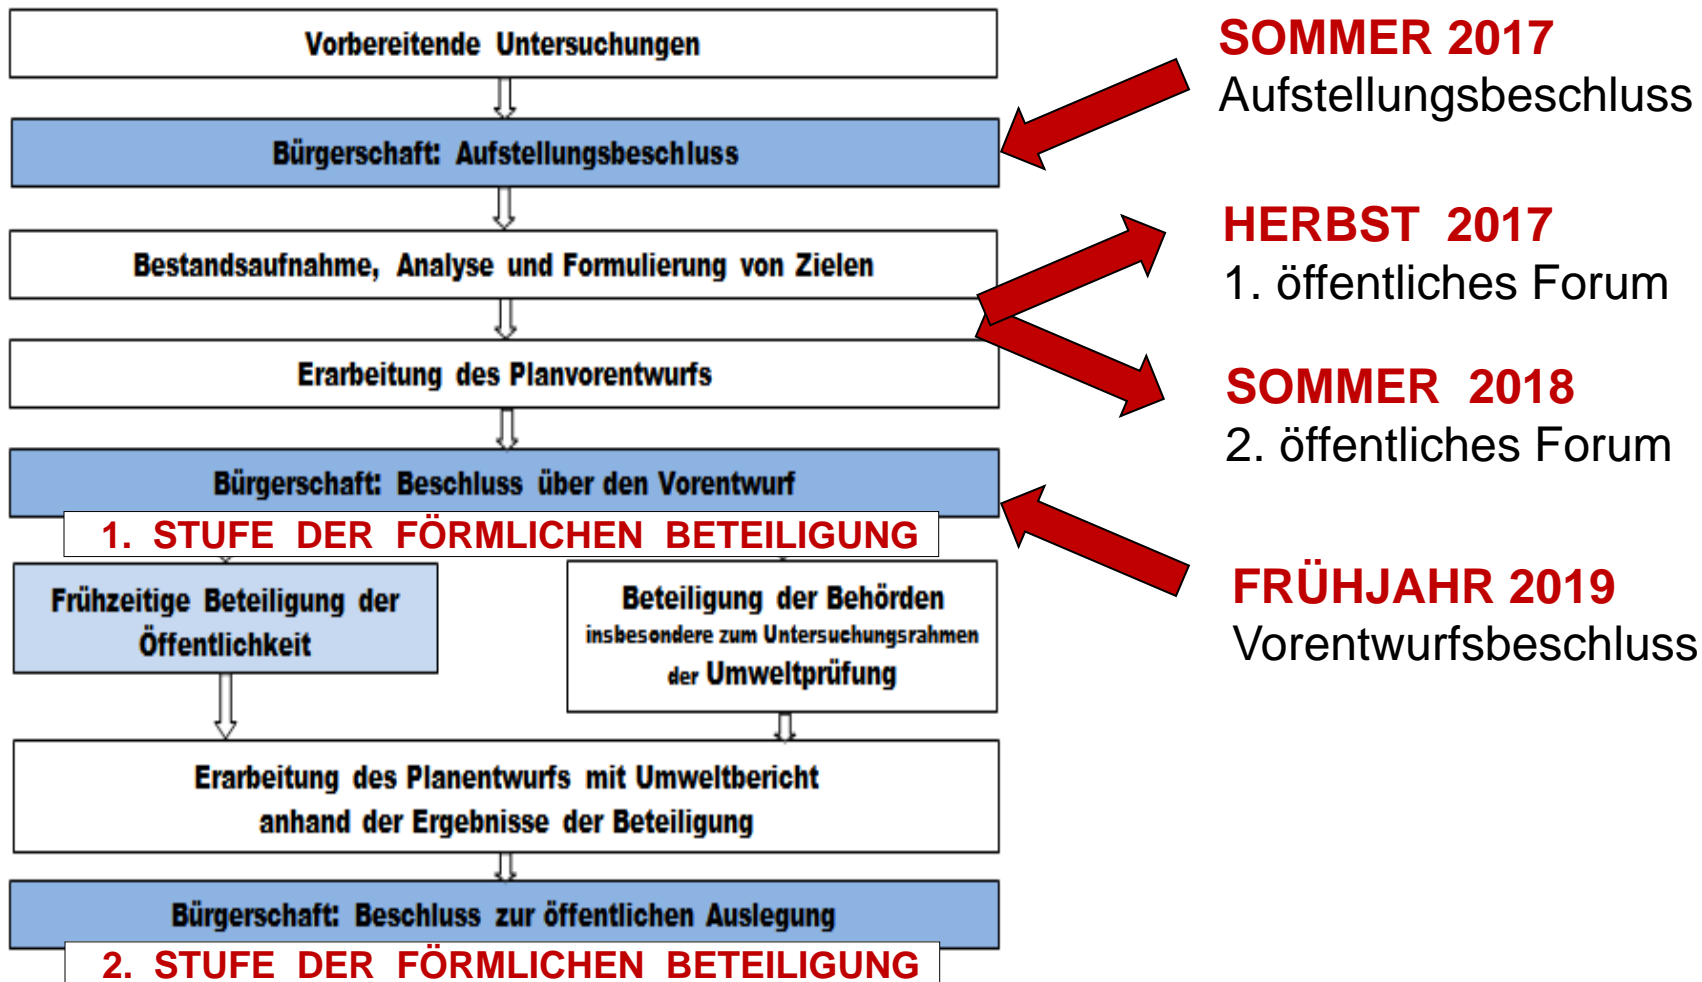 Vorbereitende Untersuchungen
Bürgerschaft: Aufstellungsbeschluss
Bestandsaufnahme, Analyse und Formulierung von Zielen
Erarbeitung des Planvorentwurfs
Bürgerschaft: Beschluss über den Vorentwurf
1. STUFE DER FÖRMLICHEN BETEILIGUNG
Frühzeitige Beteiligung der
Öffentlichkeit
Beteiligung der Behörden
insbesondere zum Untersuchungsrahmen
der Umweltprüfung
Erarbeitung des Planentwurfs mit Umweltbericht
anhand der Ergebnisse der Beteiligung
Bürgerschaft: Beschluss zur öffentlichen Auslegung
2. STUFE DER FÖRMLICHEN BETEILIGUNG
SOMMER 2017
Aufstellungsbeschluss
HERBST 2017
1. öffentliches Forum
SOMMER 2018
2. öffentliches Forum
FRÜHJAHR 2019
Vorentwurfsbeschluss